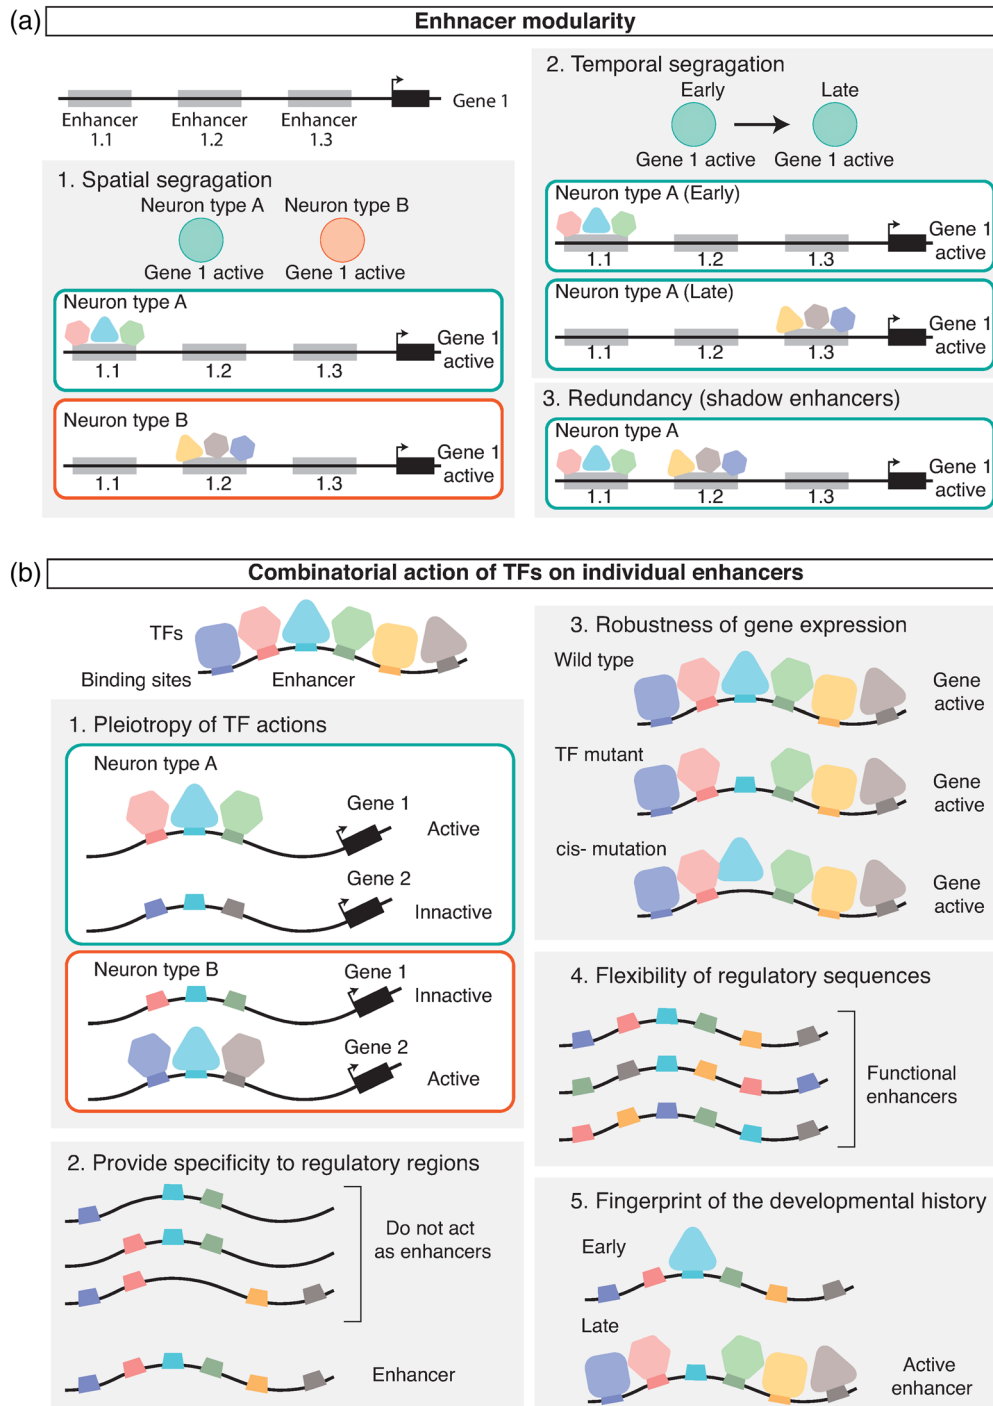 (a)
Enhnacer modularity
Gene 1
Enhancer
1.1
Enhancer
1.2
Enhancer
1.3
1. Spatial segragation
Neuron type A
Neuron type B
Gene 1 active
Gene 1 active
Neuron type A
Gene 1
active
1.1
1.2
1.3
Neuron type B
Gene 1
active
1.1
1.2
1.3
2. Temporal segragation
Early
Late
Gene 1 active
Gene 1 active
Neuron type A (Early)
Gene 1
active
1.1
1.2
1.3
Neuron type A (Late)
Gene 1
active
1.1
1.2
1.3
3. Redundancy (shadow enhancers)
Neuron type A
Gene 1
active
1.1
1.2
1.3
(b)
Combinatorial action of TFs on individual enhancers
TFs
Binding sites
Enhancer
1. Pleiotropy of TF actions
Neuron type A
Gene 1
Active
Gene 2
Innactive
Neuron type B
Gene 1
Innactive
Gene 2
Active
2. Provide specificity to regulatory regions
Do not act
as enhancers
Enhancer
3. Robustness of gene expression
Wild type
Gene
active
TF mutant
Gene
active
cis- mutation
Gene
active
4. Flexibility of regulatory sequences
Functional
enhancers
5. Fingerprint of the developmental history
Early
Late
Active
enhancer